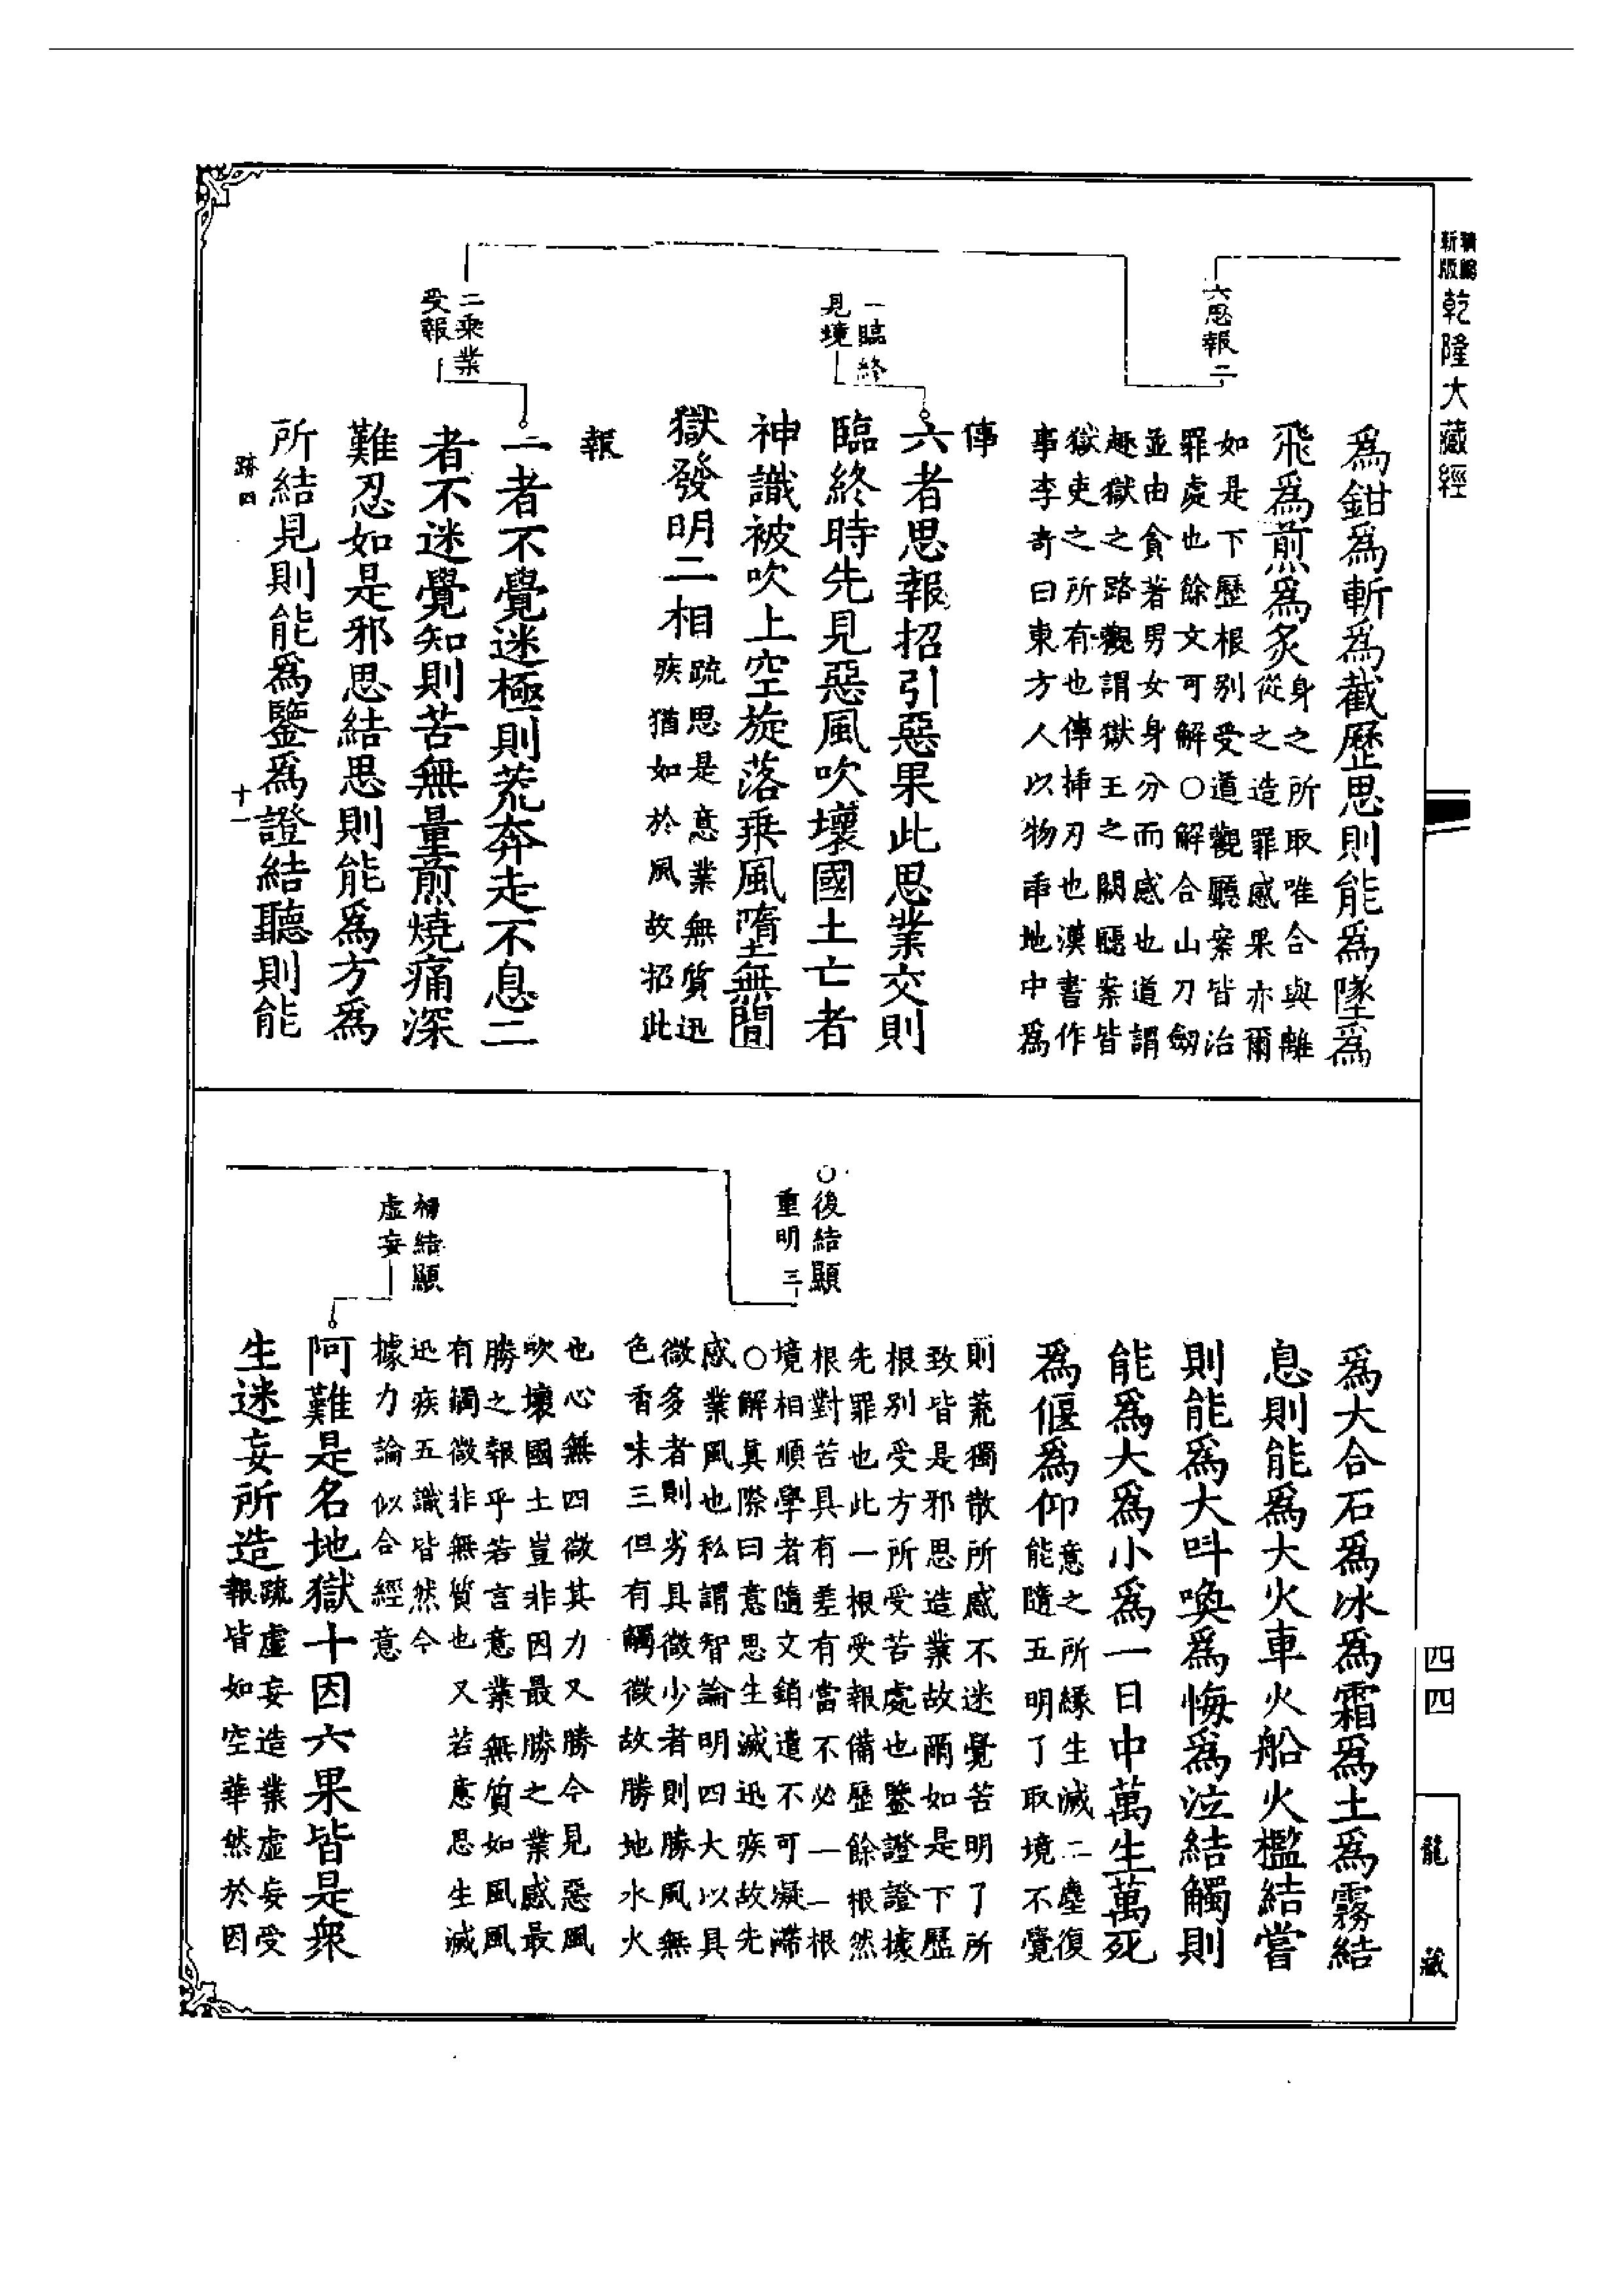 精縮
新版
乾隆大藏經
六思報二
爲鉗爲斬爲截歷思則能爲墜爲
飛爲煎爲炙
身之所取唯合與離
從之造罪感果亦爾
如是下歷根別受道觀聽案皆治
罪處也餘文可解○解合山刀劒
並由貪著男女身分而感也道謂
趣獄之路觀謂獄王之闕聽案皆
獄吏之所有也傳揷刃也漢書作
事李奇曰東方人以物臿地中爲
傳
一臨終
見境
六者思報招引惡果此思業交則
臨終時先見惡風吹壞國土亡者
神識被吹上空旋落乗風墮無間
獄發明二相
疏思是意業無質迅
疾猶如於風故招此
報
二乘業
受報
一者不覺迷極則荒奔走不息二
者不迷覺知則苦無量煎燒痛深
難忍如是邪思結思則能爲方爲
所結見則能爲鑒爲證結聽則能
跡四
十一
爲大合石爲冰爲霜爲土爲霧結
息則能爲大火車火船火檻結嘗
則能爲大呌喚爲悔爲泣結觸則
能爲大爲小爲一日中萬生萬死
爲偃爲仰
意之所縁生滅二塵復
能隨五明了取境不覺
則荒獨散所感不迷覺苦明了所
致皆是邪思造業故爾如是下歷
根別受方所受苦處也鑒證證據
先罪也此一根受報備歷餘根然
根對苦具有差有當不必一一根
境相順學者隨文銷遣不可凝滯
○解真際曰意思生滅迅疾故先
感業風也私謂智論明四大以具
微多者則劣具微少者則勝風無
色香味三但有觸微故勝地水火
也心無四微其力又勝今見惡風
吹壞國土豈非因最勝之業感最
勝之報乎若言意業無質如風風
有觸微非無質也又若意思生滅
迅疾五識皆然今
據力論似合經意
○後結顯
重明三
初結顯
虛妄
阿難是名地獄十因六果皆是衆
生迷妄所造
疏虛妄造業虛妄受
報皆如空華然於因
四四
龍藏